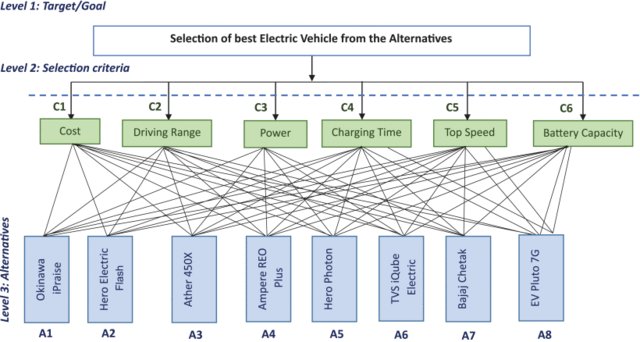 Level 1: Target/Goal
Selection of best Electric Vehicle from the Alternatives
Level 2: Selection criteria
C1 C2 C3 C4 C5 C6
Cost Driving Range Power Charging Time Top Speed Battery Capacity
Level 3: Alternatives
Okinawa
iPraise
Hero Electric
Flash
Ather 450X
Ampere REO
Plus
Hero Photon
TVS iQube
Electric
Bajaj Chetak
EV Pluto 7G
A1 A2 A3 A4 A5 A6 A7 A8